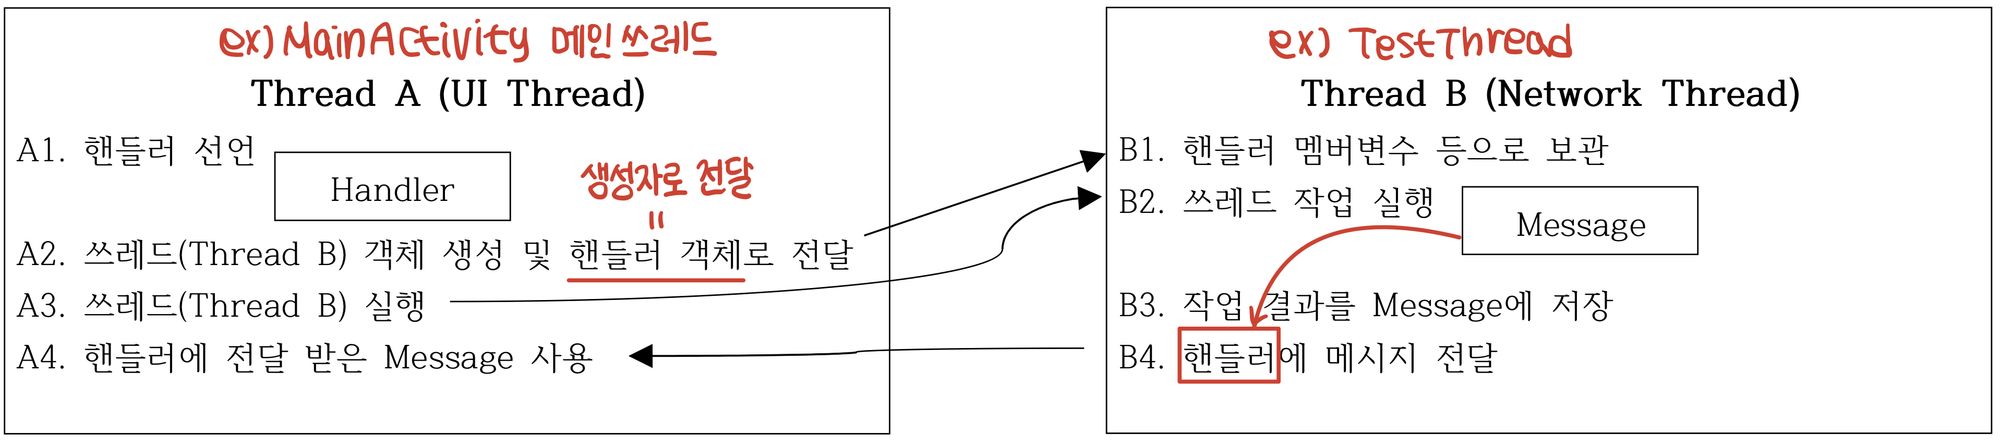 ex) MainActivity 메인 쓰레드
Thread A (UI Thread)
A1. 핸들러 선언
Handler
생성자로 전달
"
A2. 쓰레드(Thread B) 객체 생성 및 핸들러 객체로 전달
A3. 쓰레드(Thread B) 실행
A4. 핸들러에 전달 받은 Message 사용
ex) TestThread
Thread B (Network Thread)
B1. 핸들러 멤버변수 등으로 보관
B2. 쓰레드 작업 실행
Message
B3. 작업 결과를 Message에 저장
B4. 핸들러에 메시지 전달